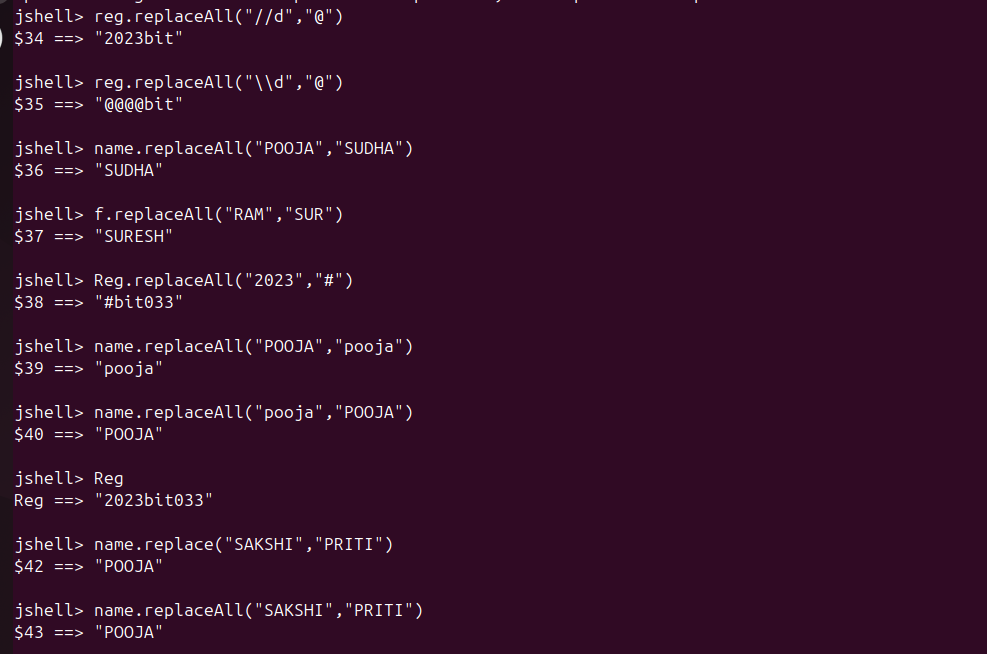 jshell> reg.replaceAll("//d","@")
$34 ==> "2023bit"
jshell> reg.replaceAll("\\d","@")
$35 ==> "@@@@bit"
jshell> name.replaceAll("POOJA","SUDHA")
$36 ==> "SUDHA"
jshell> f.replaceAll("RAM","SUR")
$37 ==> "SURESH"
jshell> Reg.replaceAll("2023","#")
$38 ==> "#bit033"
jshell> name.replaceAll("POOJA","pooja")
$39 ==> "pooja"
jshell> name.replaceAll("pooja","POOJA")
$40 ==> "POOJA"
jshell> Reg
Reg ==> "2023bit033"
jshell> name.replace("SAKSHI","PRITI")
$42 ==> "POOJA"
jshell> name.replaceAll("SAKSHI","PRITI")
$43 ==> "POOJA"